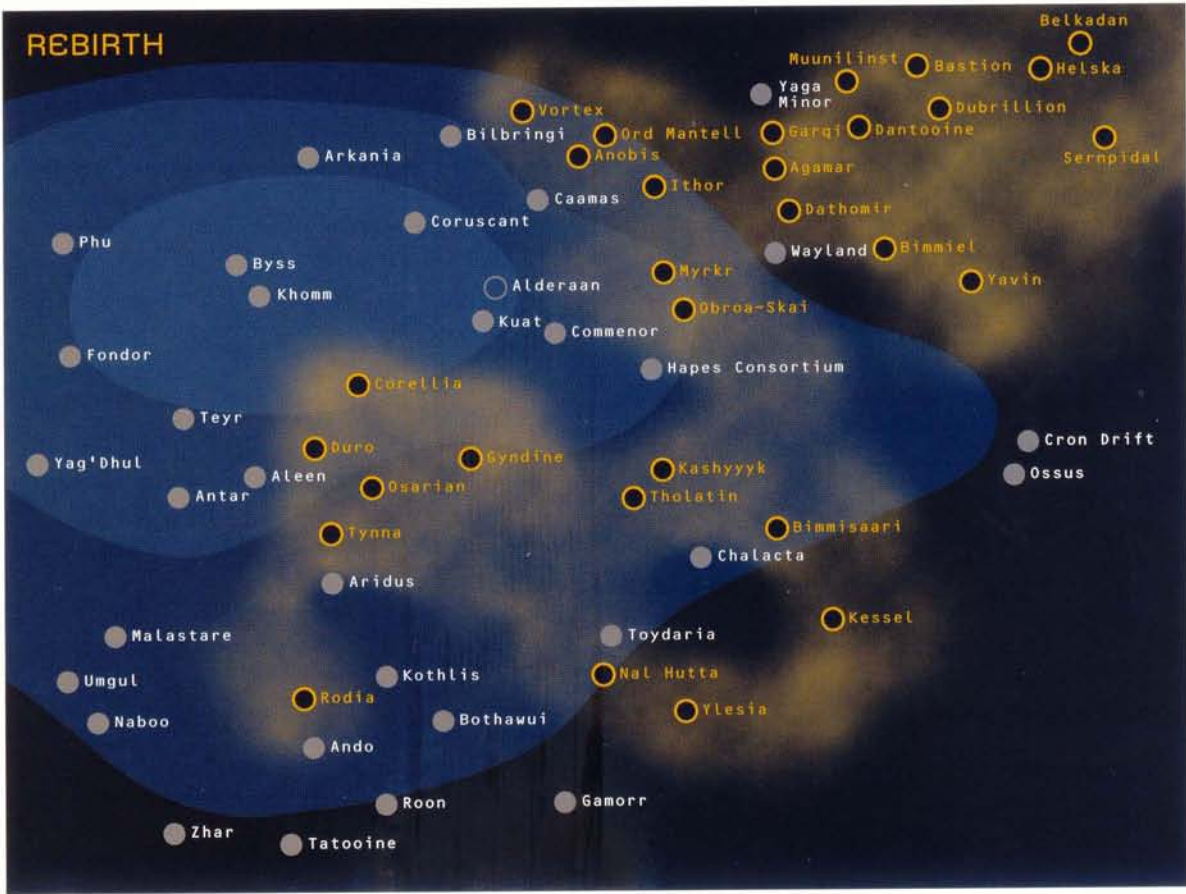 REBIRTH
Belkadan
Muunilinst
Bastion
Helska
Yaga
Minor
Vortex
Dubrillion
Bilbringi
Ord Mantell
Garqi
Dantooine
Arkania
Anobis
Sernpidal
Agamar
Ithor
Caamas
Dathomir
Coruscant
Phu
Wayland
Bimmiel
Byss
Myrkr
Yavin
Khomm
Alderaan
Obroa-Skai
Kuat
Commenor
Fondor
Hapes Consortium
Corellia
Teyr
Cron Drift
Duro
Gyndine
Yag'Dhul
Kashyyyk
Ossus
Aleen
Osarian
Antar
Tholatin
Tynna
Bimmisaari
Chalacta
Aridus
Kessel
Malastare
Toydaria
Kothlis
Nal Hutta
Umgul
Rodia
Ylesia
Naboo
Bothawui
Ando
Roon
Gamorr
Zhar
Tatooine